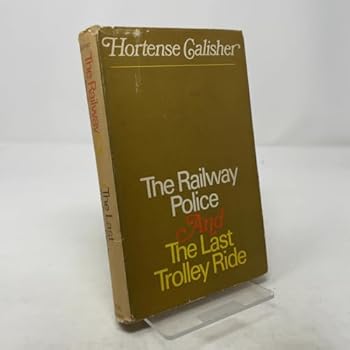 Hortense Calisher
The Railway
Police
And
The Last
Trolley Ride
The Railway
The Last